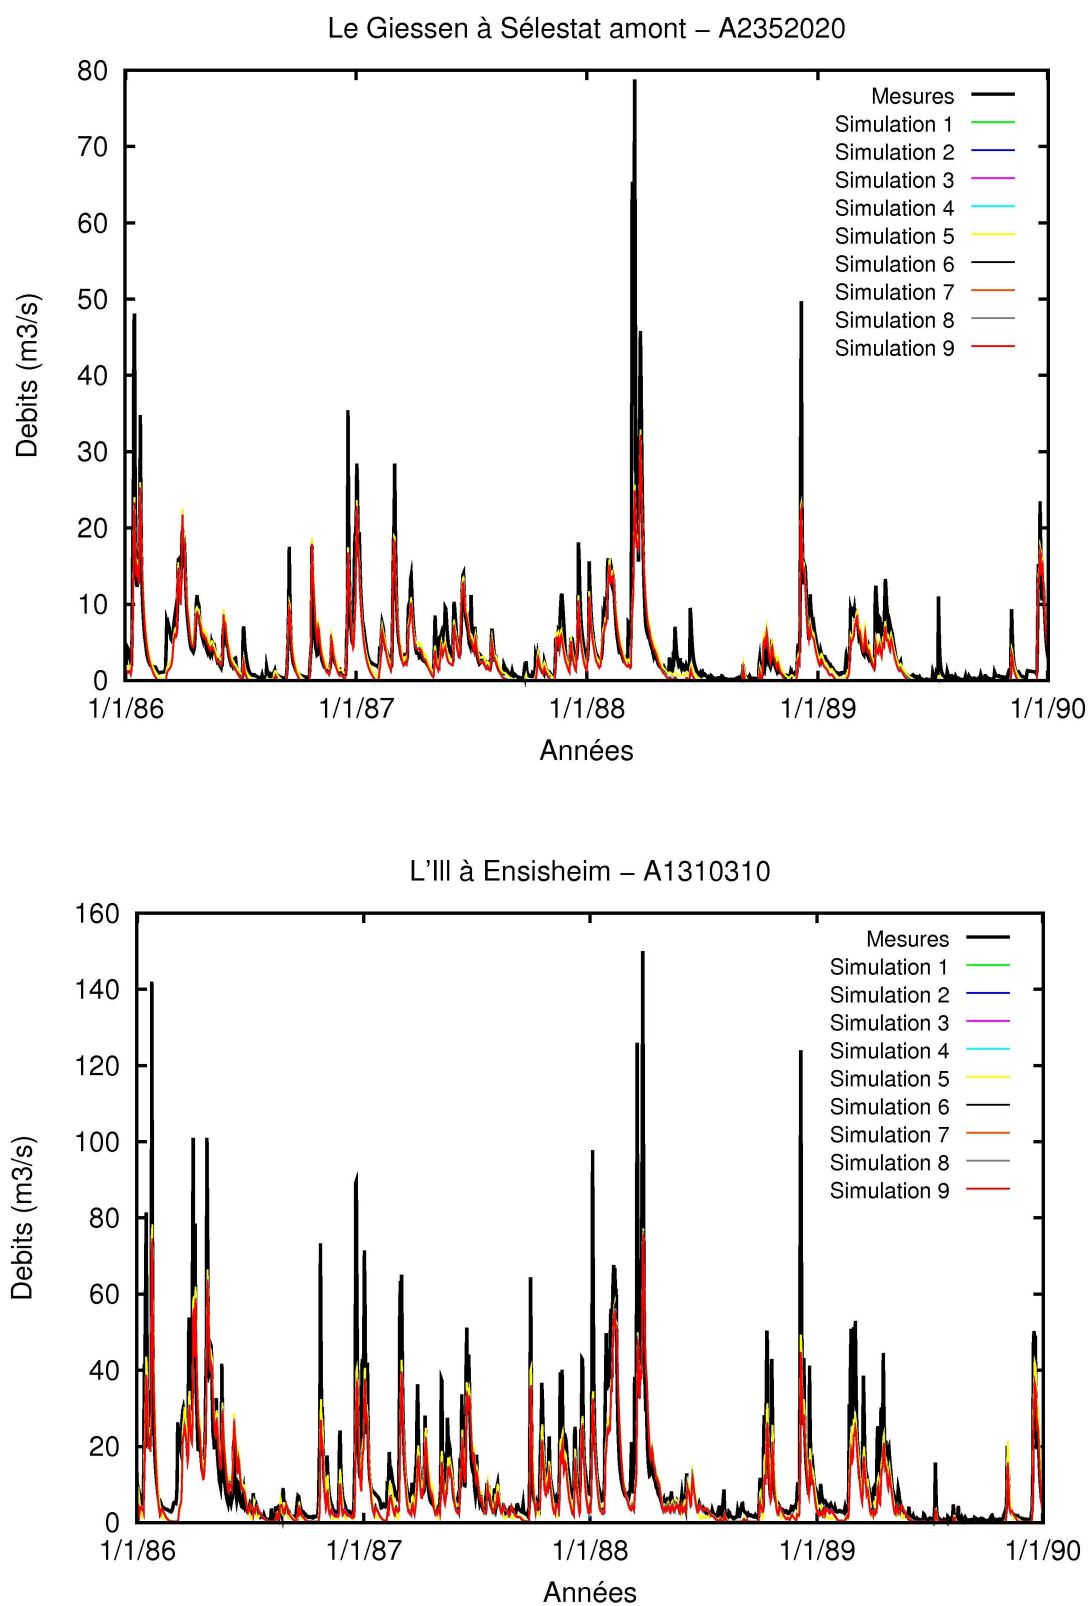 Le Giessen à Sélestat amont – A2352020
80
70
60
50
40
30
20
10
0
Debits (m3/s)
Mesures
Simulation 1
Simulation 2
Simulation 3
Simulation 4
Simulation 5
Simulation 6
Simulation 7
Simulation 8
Simulation 9
1/1/86 1/1/87 1/1/88 1/1/89 1/1/90
Années
L'Ill à Ensisheim – A1310310
160
140
120
100
80
60
40
20
0
Debits (m3/s)
Mesures
Simulation 1
Simulation 2
Simulation 3
Simulation 4
Simulation 5
Simulation 6
Simulation 7
Simulation 8
Simulation 9
1/1/86 1/1/87 1/1/88 1/1/89 1/1/90
Années